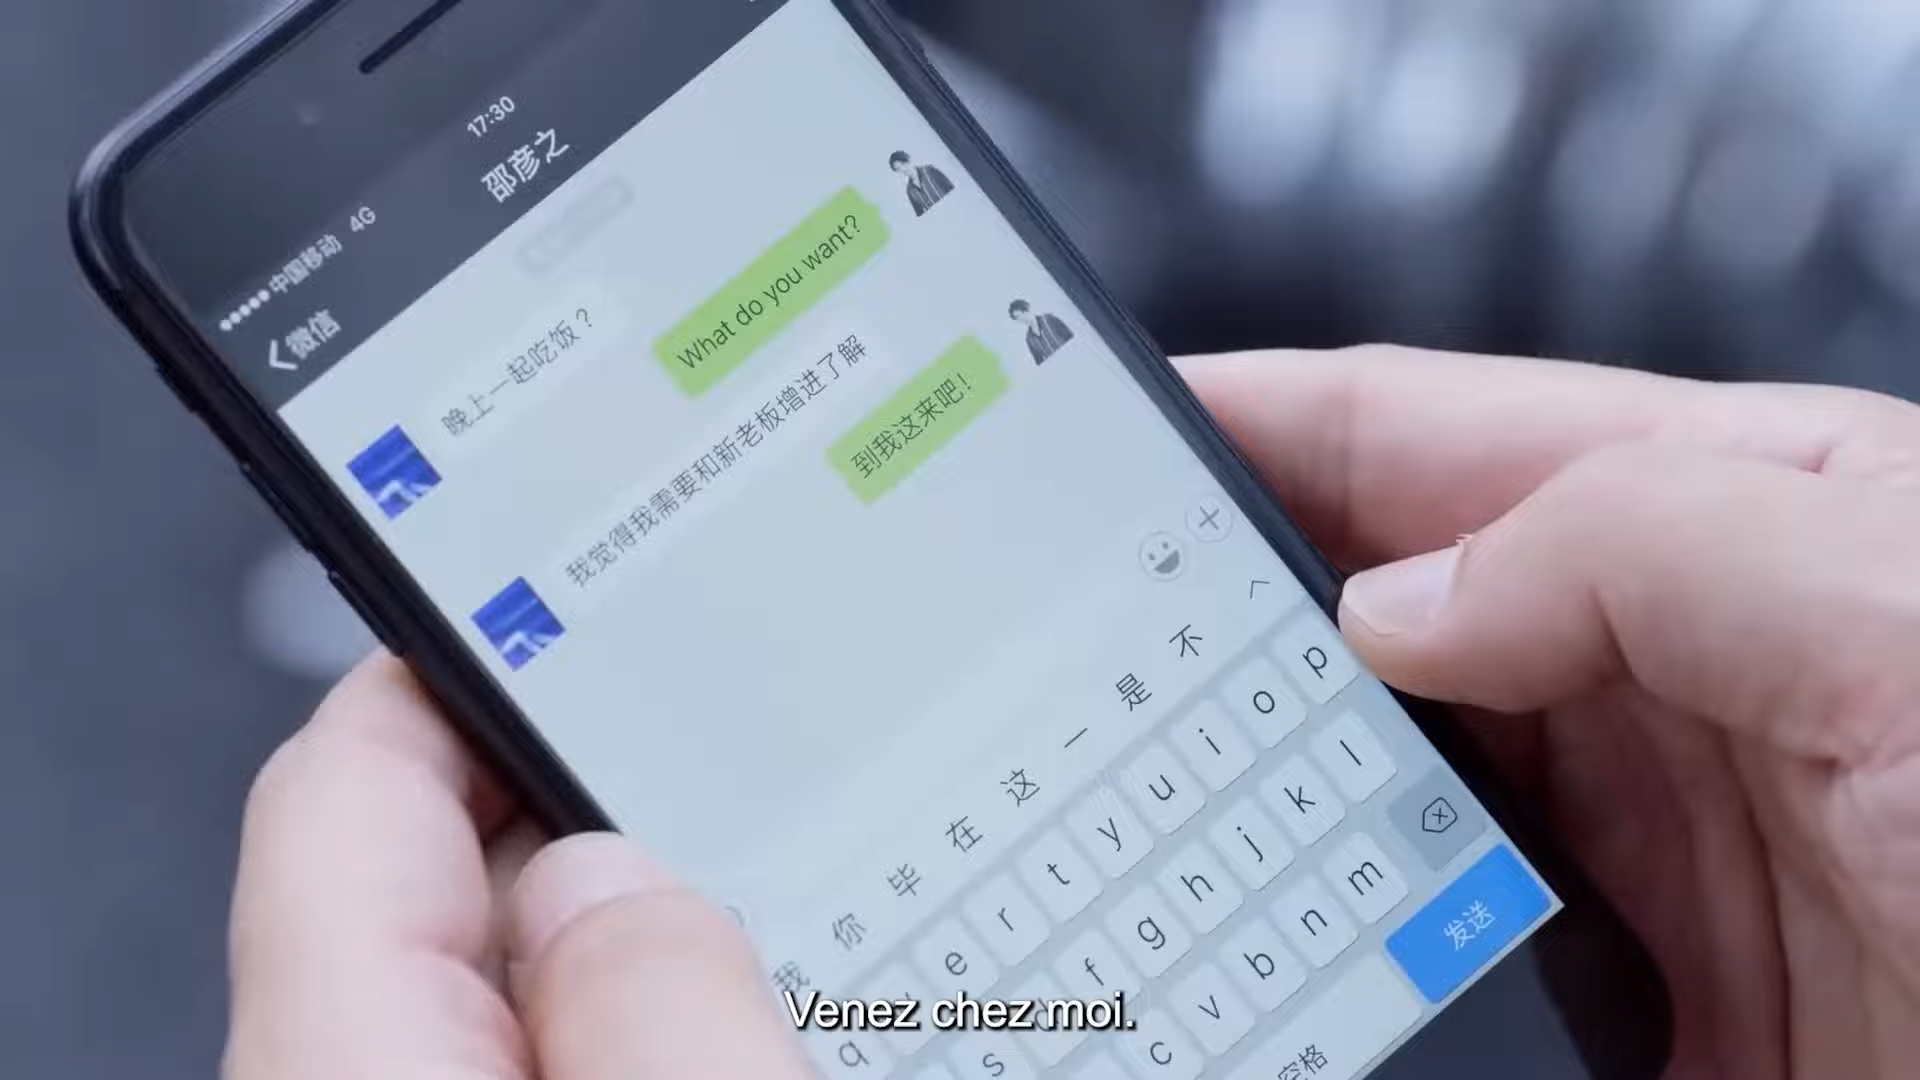 17:30
中国移动 4G
邵彦之
微信
What do you want?
晚上一起吃饭？
我觉得我需要和新老板增进了解
到我这来吧！
我 你 毕 在 这 一 是 不
q e r t y u i o p
s d f g h j k l
c v b n m
空格
发送
Venez chez moi.